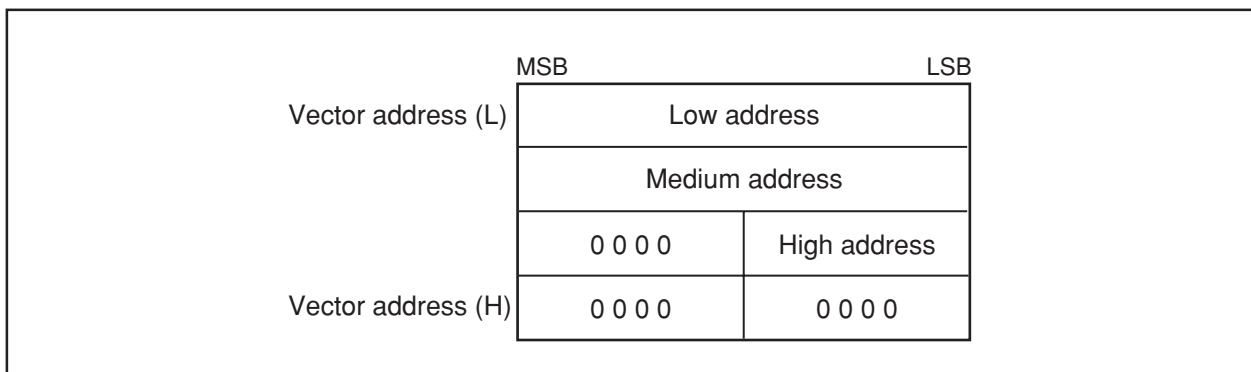 MSB LSB
Vector address (L) Low address
Medium address
0 0 0 0 High address
Vector address (H) 0 0 0 0 0 0 0 0